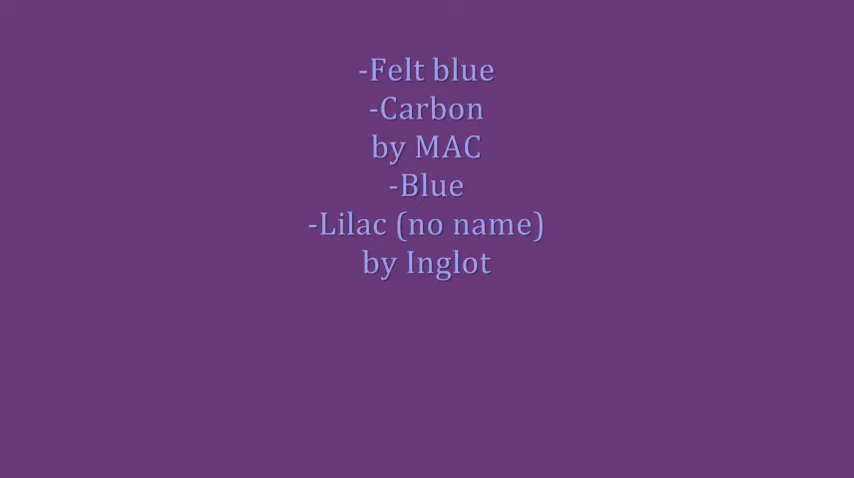 -Felt blue
-Carbon
by MAC
-Blue
-Lilac (no name)
by Inglot